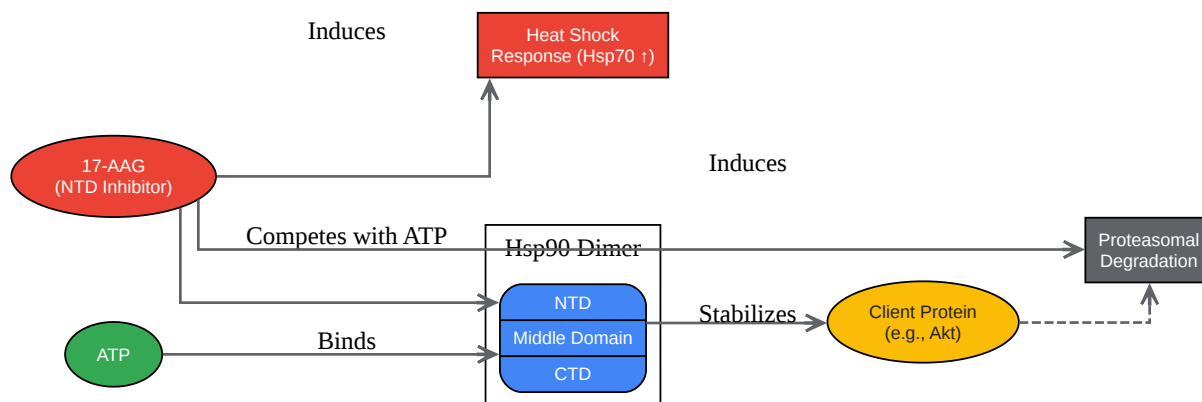 Induces
Heat Shock
Response (Hsp70 ↑)
17-AAG
(NTD Inhibitor)
Induces
Competes with ATP
Hsp90 Dimer
Proteasomal
Degradation
NTD
Middle Domain
CTD
Stabilizes
Client Protein
(e.g., Akt)
ATP
Binds